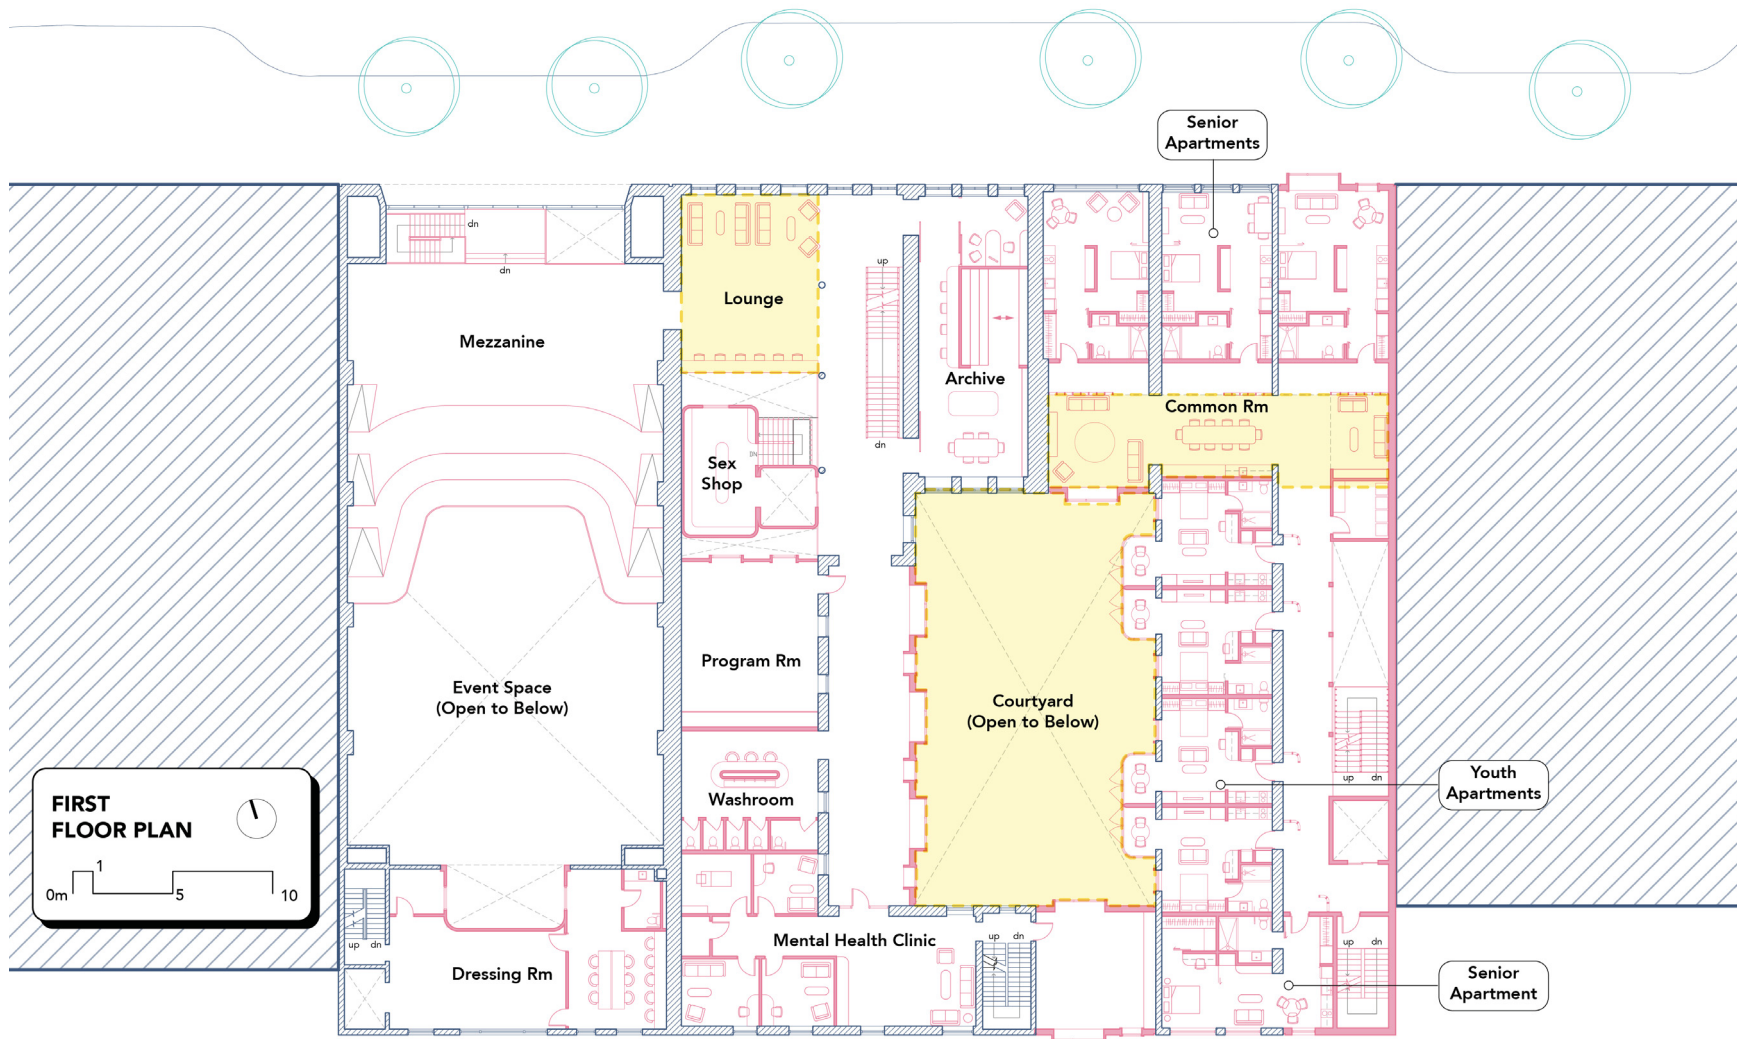 Senior
Apartments
dn
dn
up
Lounge
Mezzanine
Archive
Common Rm
dn
DN
Sex
Shop
Program Rm
Event Space
(Open to Below)
Courtyard
(Open to Below)
up
dn
Youth
Apartments
Washroom
FIRST
FLOOR PLAN
1
0m
5
10
up
dn
Mental Health Clinic
up
dn
up
dn
Dressing Rm
Senior
Apartment